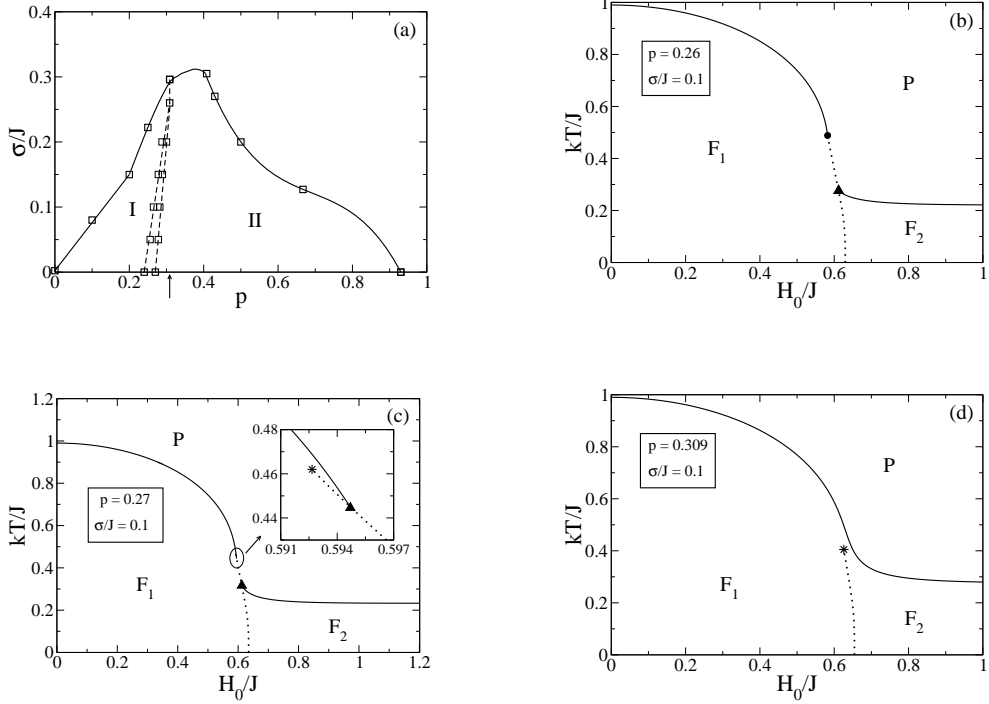 (a)
σ/J
0.4
0.3
0.2
0.1
0
I
II
0
0.2
0.4
0.6
0.8
1
p
(b)
kT/J
1
0.8
0.6
0.4
0.2
0
p = 0.26
σ/J = 0.1
P
F1
F2
0
0.2
0.4
0.6
0.8
1
H0/J
(c)
kT/J
1.2
1
0.8
0.6
0.4
0.2
0
P
p = 0.27
σ/J = 0.1
0.48
0.46
0.44
0.591
0.594
0.597
F1
F2
0
0.2
0.4
0.6
0.8
1
1.2
H0/J
(d)
kT/J
1
0.8
0.6
0.4
0.2
0
p = 0.309
σ/J = 0.1
P
F1
F2
0
0.2
0.4
0.6
0.8
1
H0/J